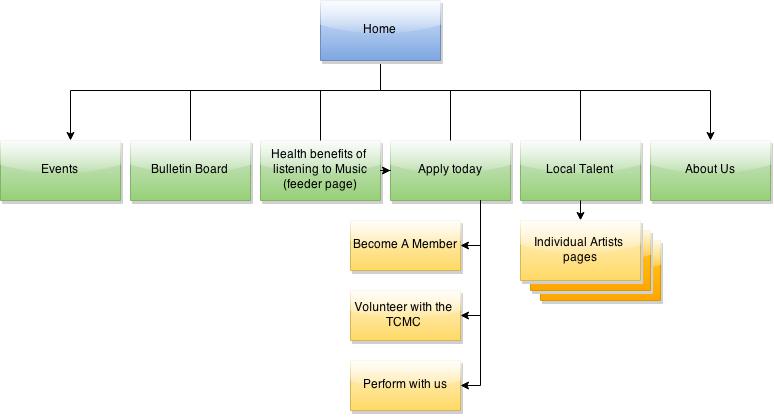 Home
Events
Bulletin Board
Health benefits of
listening to Music
(feeder page)
Apply today
Local Talent
About Us
Become A Member
Individual Artists
pages
Volunteer with the
TCMC
Perform with us